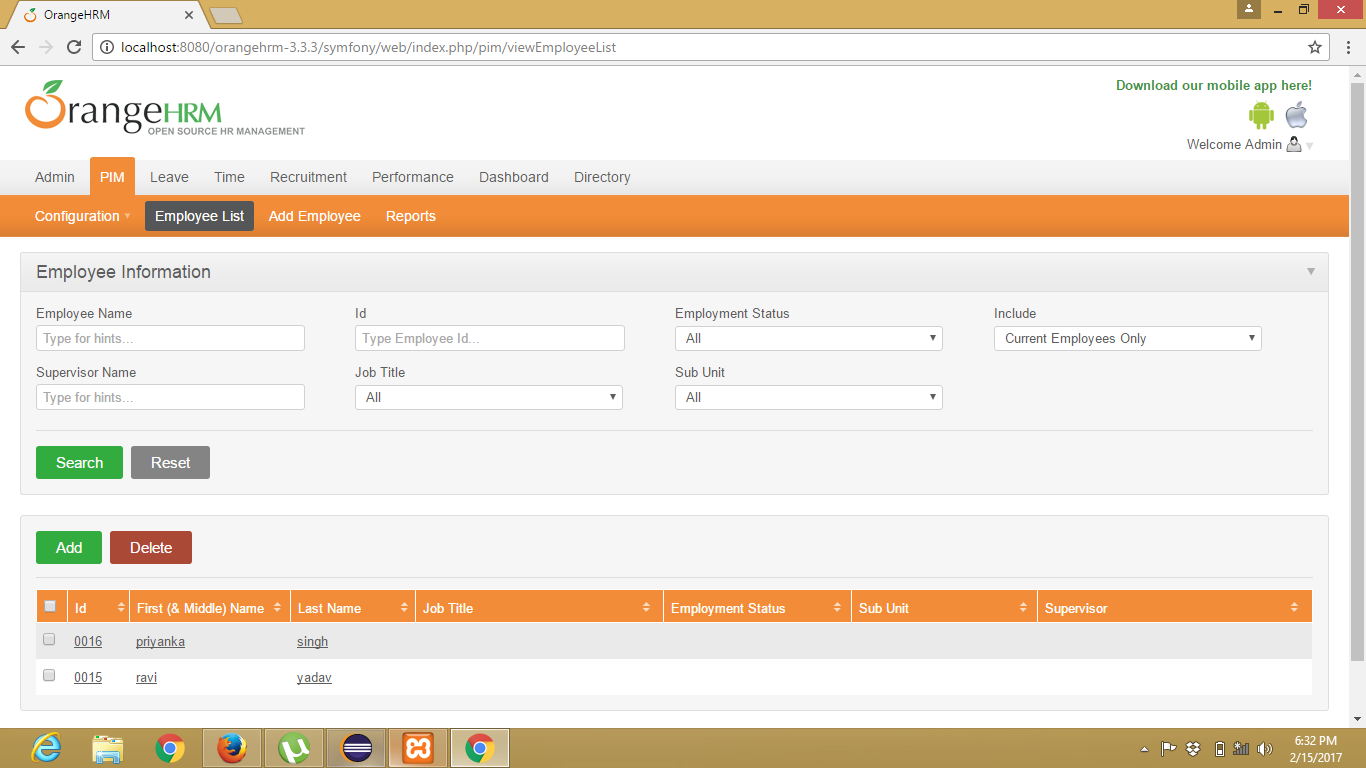 OrangeHRM
localhost:8080/orangehrm-3.3.3/symfony/web/index.php/pim/viewEmployeeList
OrangeHRM
OPEN SOURCE HR MANAGEMENT
Download our mobile app here!
Welcome Admin
Admin PIM Leave Time Recruitment Performance Dashboard Directory
Configuration Employee List Add Employee Reports
Employee Information
Employee Name Id Employment Status Include
Type for hints... Type Employee Id... All Current Employees Only
Supervisor Name Job Title Sub Unit
Type for hints... All All
Search Reset
Add Delete
Id First (& Middle) Name Last Name Job Title Employment Status Sub Unit Supervisor
0016 priyanka singh
0015 ravi yadav
6:32 PM
2/15/2017